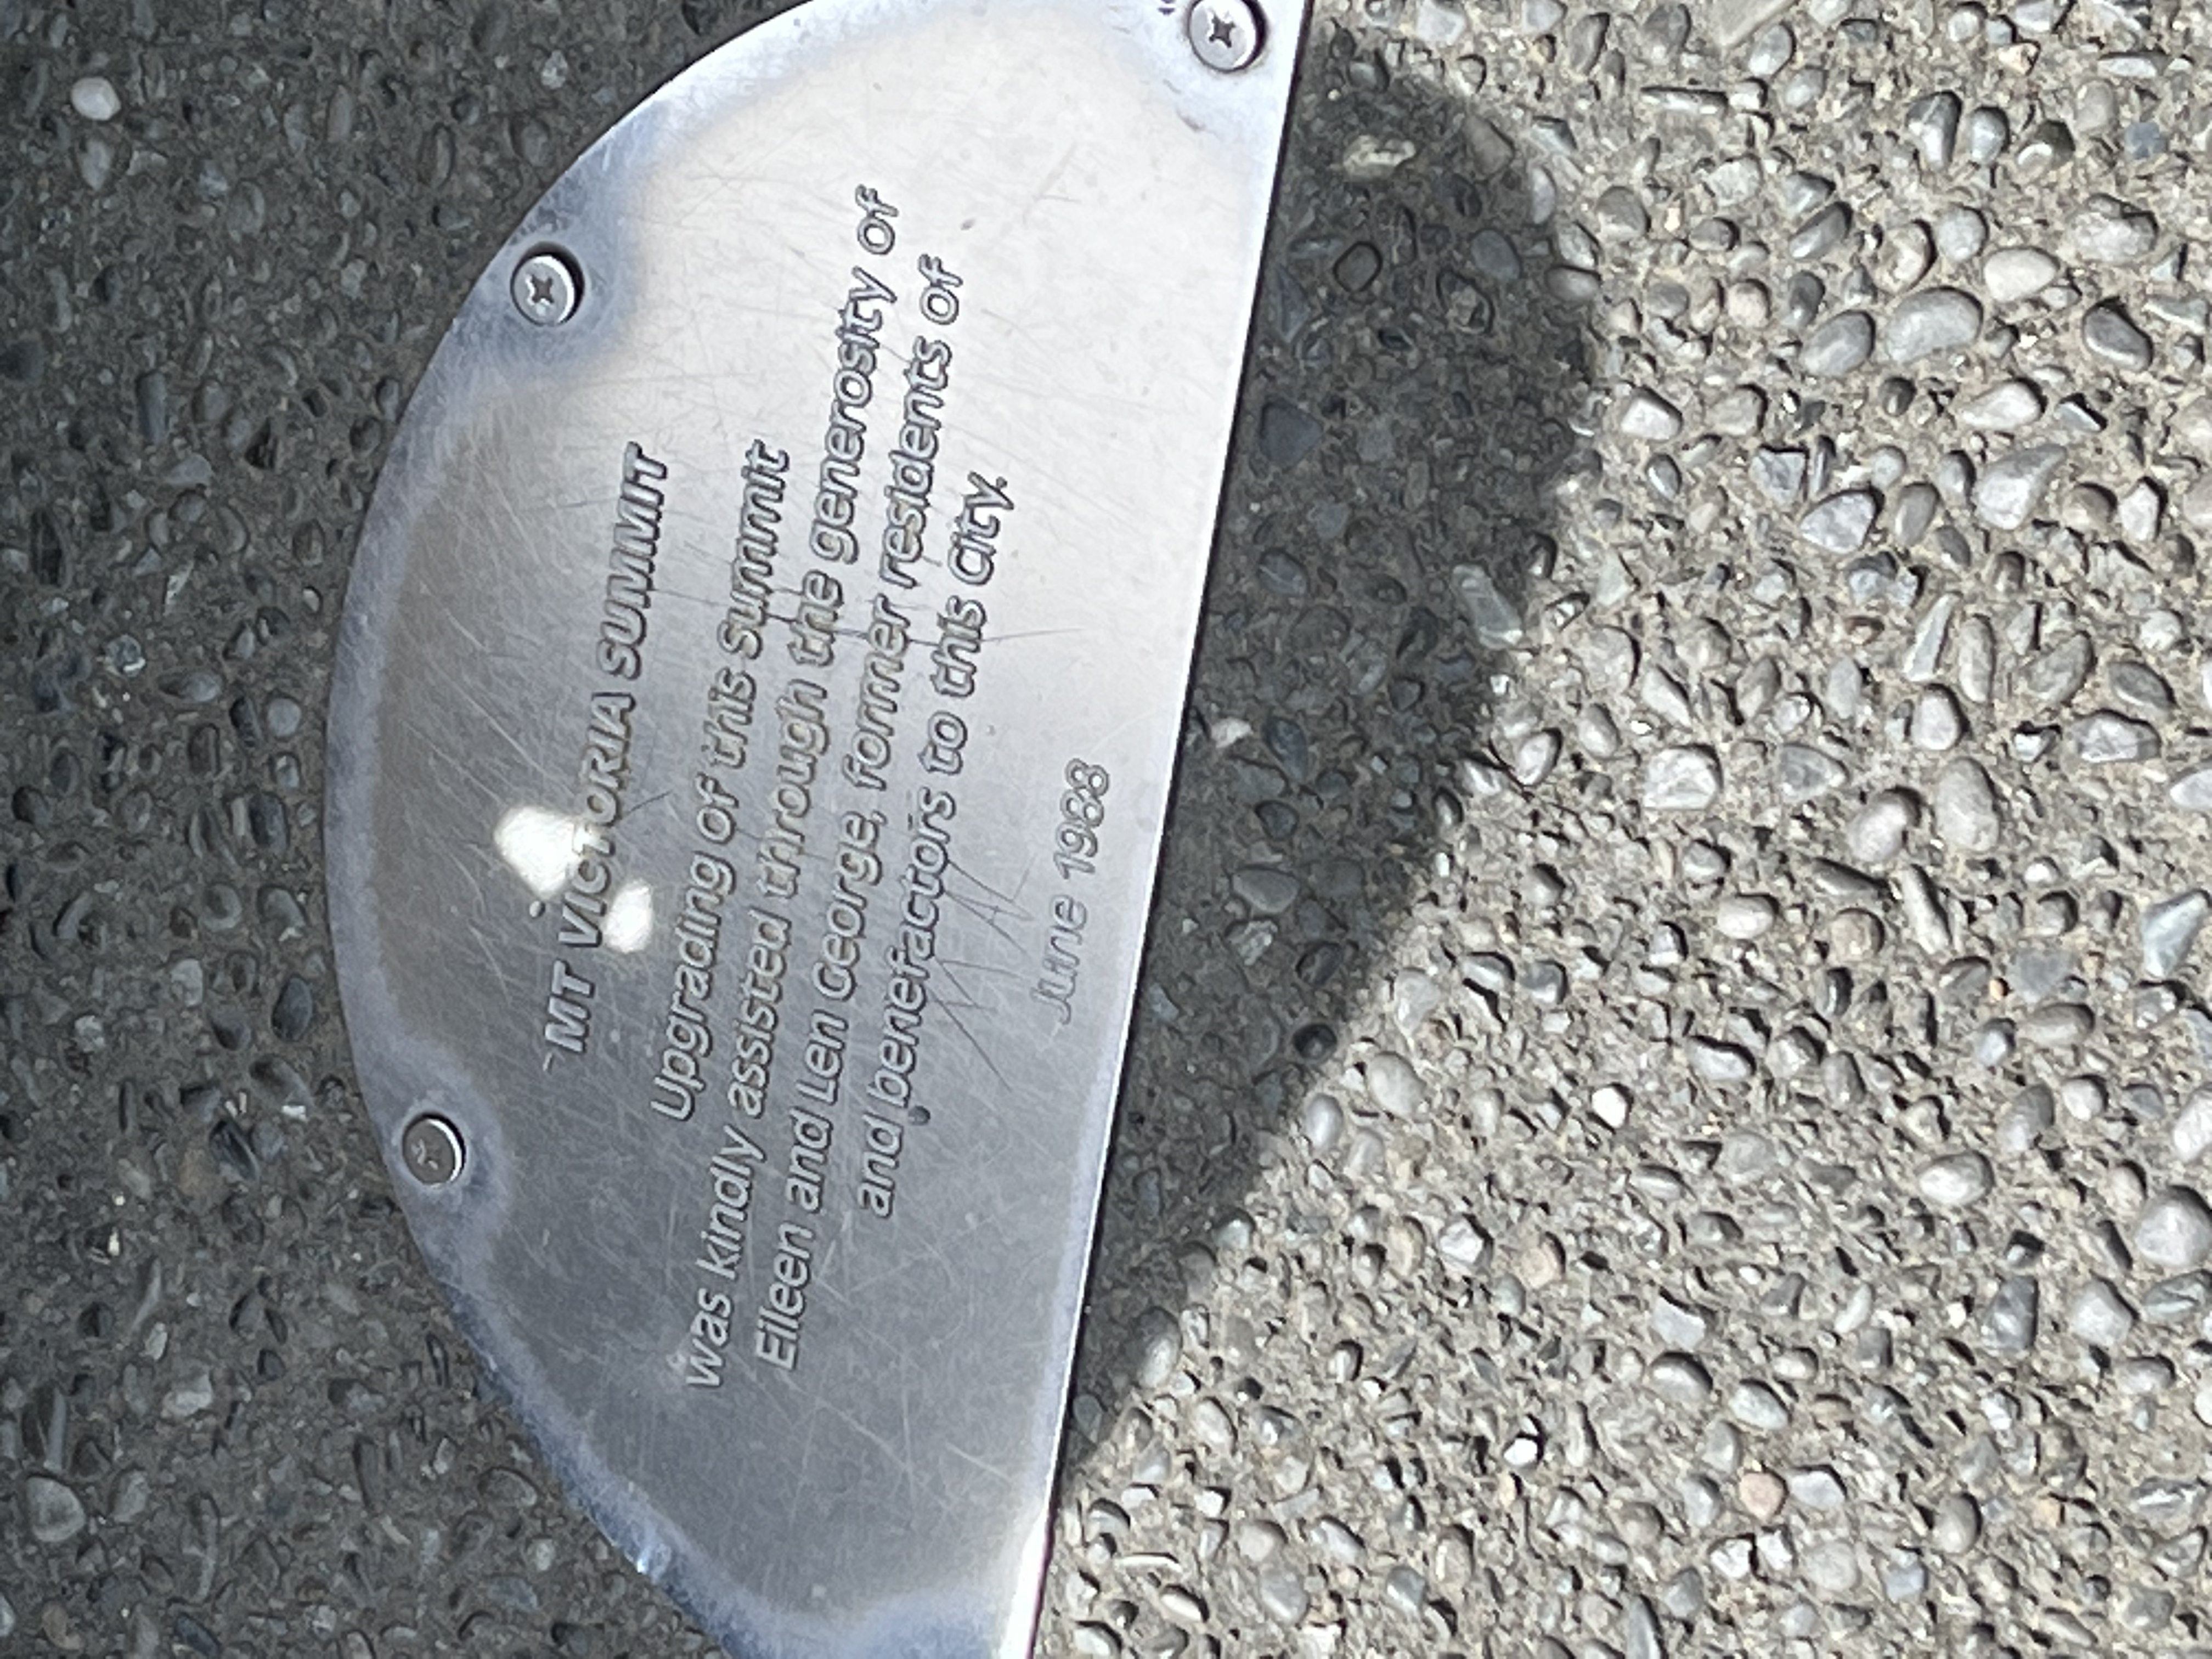 MT VICTORIA SUMMIT
Upgrading of this summit
was kindly assisted through the generosity of
Eileen and Len George, former residents of
and benefactors to this city.
June 1988